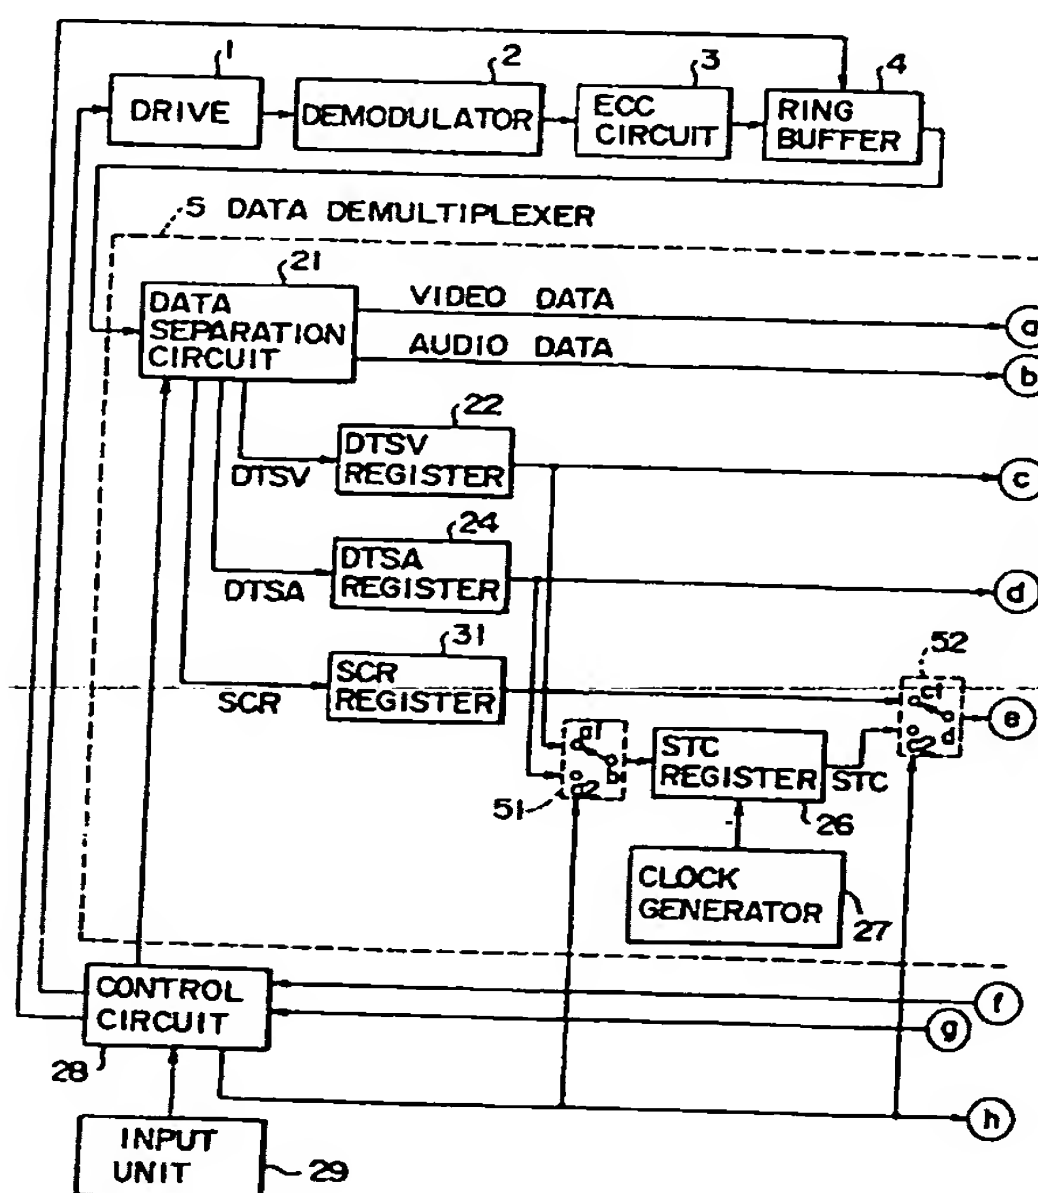 1
2
3
4
DRIVE
DEMODULATOR
ECC
CIRCUIT
RING
BUFFER
5 DATA DEMULTIPLEXER
21
DATA
SEPARATION
CIRCUIT
VIDEO DATA
a
AUDIO DATA
b
22
DTSV
REGISTER
DTSV
c
24
DTSA
REGISTER
DTSA
d
31
SCR
REGISTER
SCR
52
c1
d
c2
e
a1
b
a2
51
STC
REGISTER
STC
26
CLOCK
GENERATOR
27
CONTROL
CIRCUIT
28
f
g
h
INPUT
UNIT
29